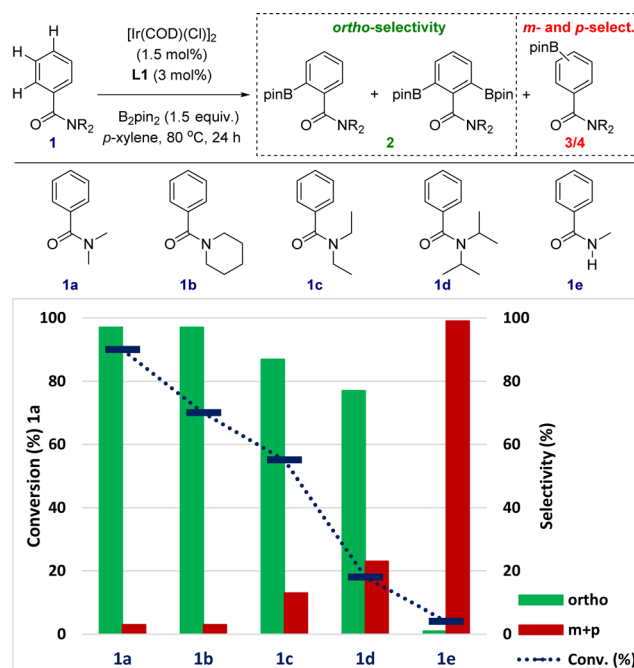 [Ir(COD)(Cl)]2
(1.5 mol%)
L1 (3 mol%)
B2pin2 (1.5 equiv.)
p-xylene, 80 °C, 24 h
H
H
H
O
NR2
1
ortho-selectivity
pinB
O
NR2
+
pinB
Bpin
O
NR2
2
+
m- and p-select.
pinB
O
NR2
3/4
O
N
1a
O
N
1b
O
N
1c
O
N
1d
O
N
H
1e
Conversion (%) 1a
100
80
60
40
20
0
1a
1b
1c
1d
1e
100
80
60
40
20
0
Selectivity (%)
ortho
m+p
Conv. (%)